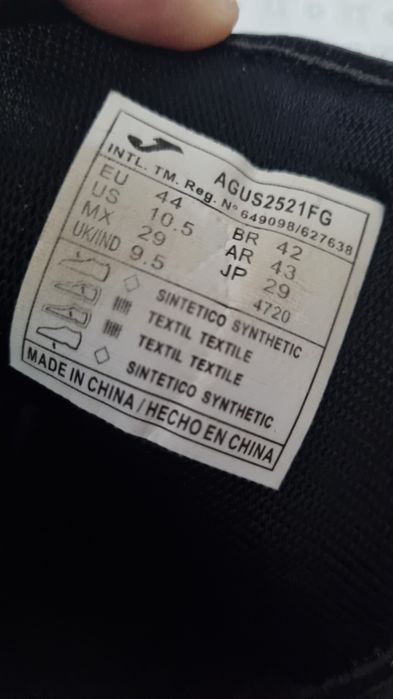 AGUS2521FG
INTL. TM. Reg. Nº 649098/627638
EU 44 BR 42
US 10.5 AR 43
MX 29 JP 29
UK/IND 9.5 4720
SINTETICO SYNTHETIC
TEXTIL TEXTILE
TEXTIL TEXTILE
SINTETICO SYNTHETIC
MADE IN CHINA / HECHO EN CHINA